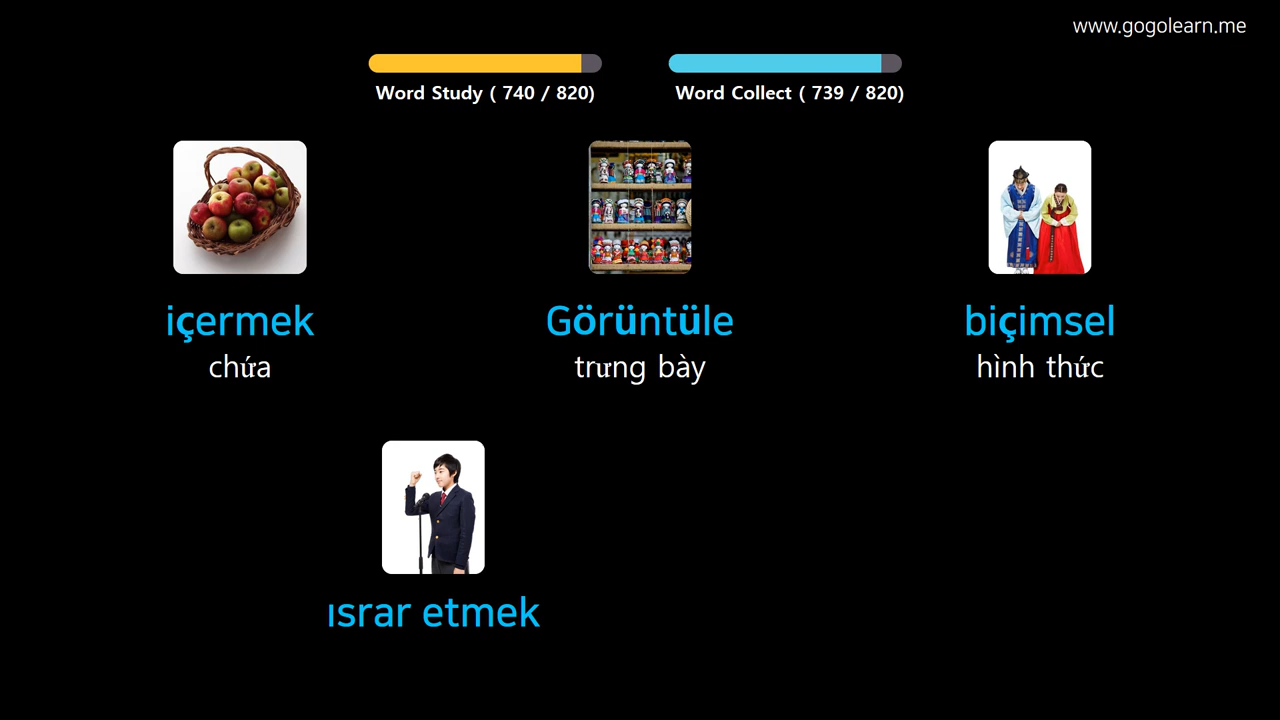 www.gogolearn.me
Word Study ( 740 / 820)
Word Collect ( 739 / 820)
içermek
chứa
Görüntüle
trưng bày
biçimsel
hình thức
ısrar etmek